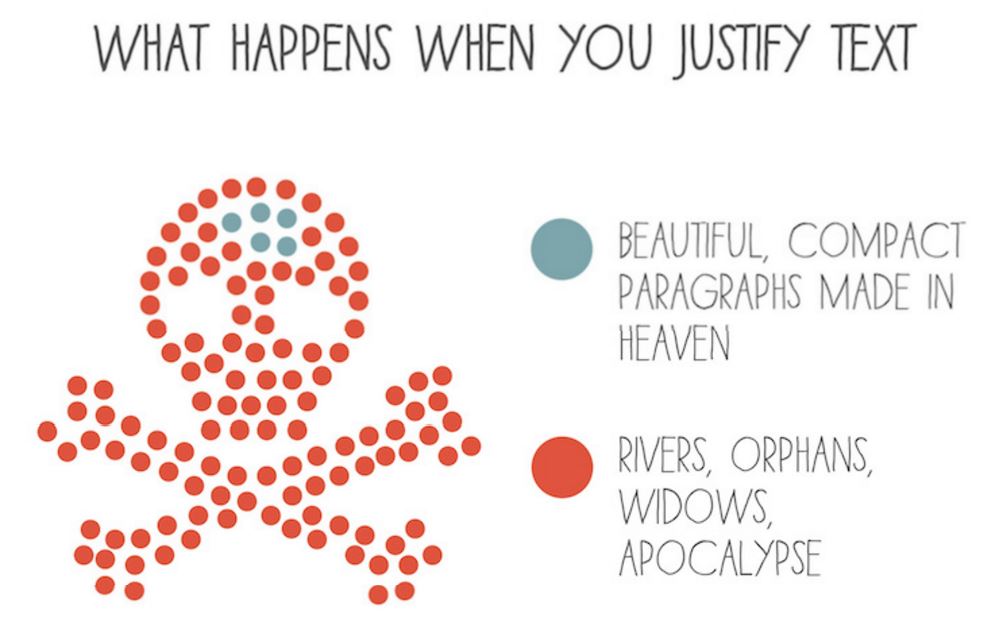 WHAT HAPPENS WHEN YOU JUSTIFY TEXT
BEAUTIFUL, COMPACT
PARAGRAPHS MADE IN
HEAVEN
RIVERS, ORPHANS,
WIDOWS,
APOCALYPSE